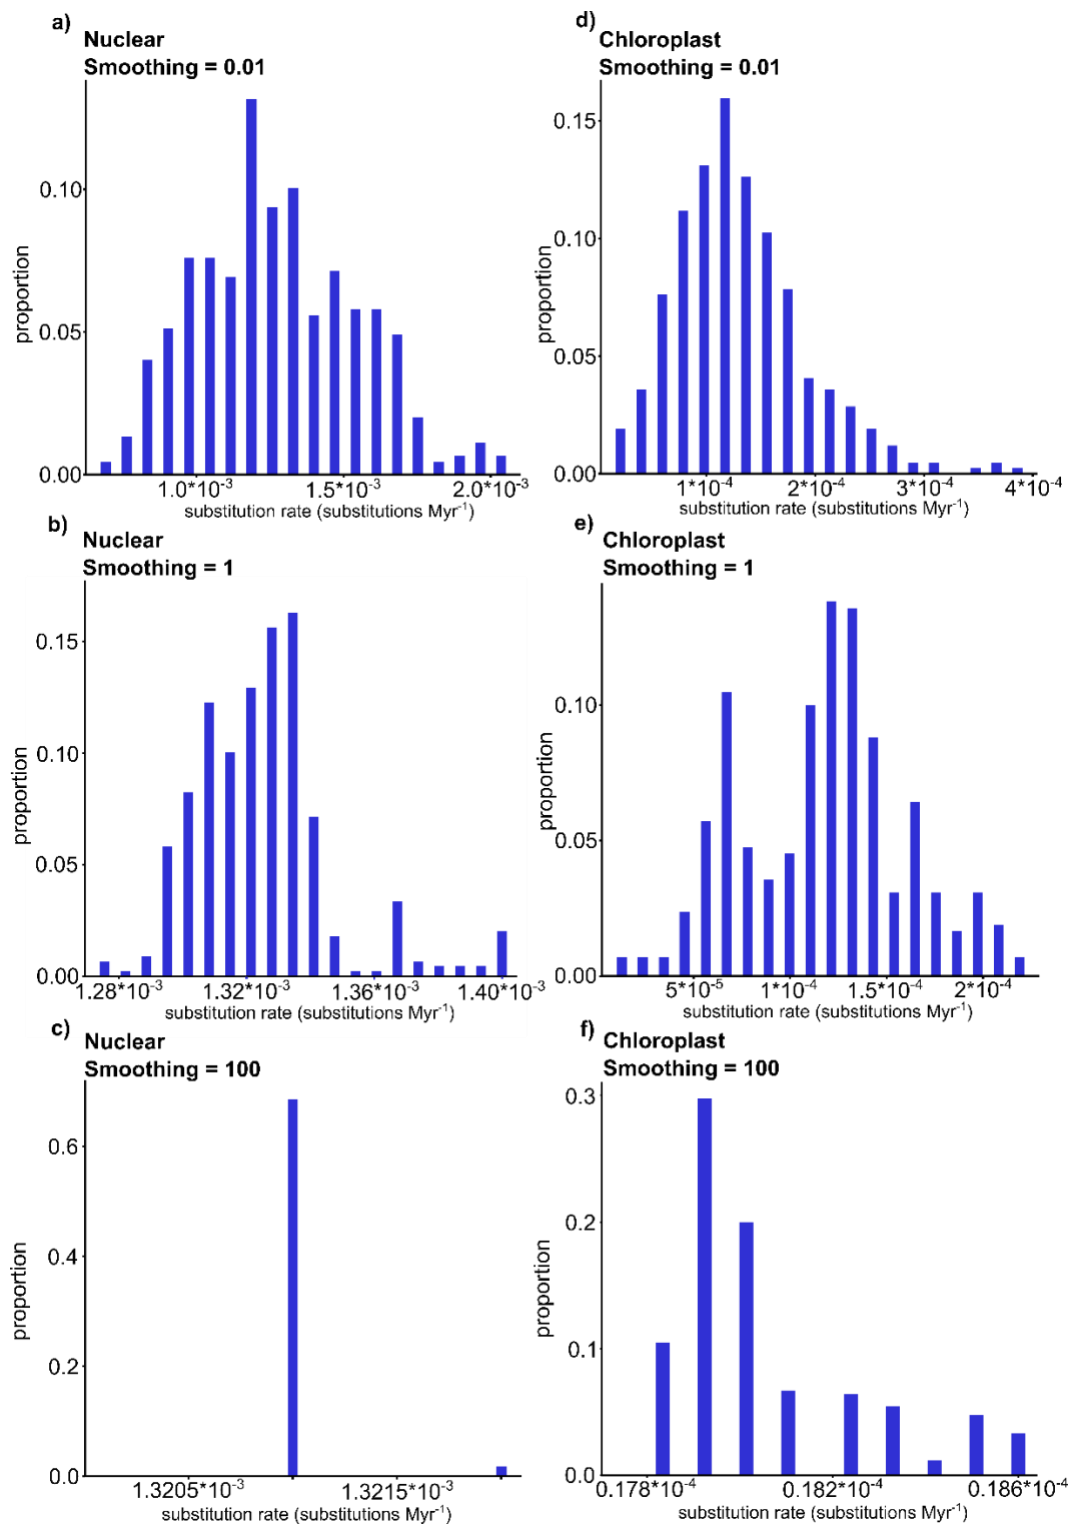 a)
Nuclear
Smoothing = 0.01
0.10
0.05
0.00
proportion
1.0*10-3
1.5*10-3
2.0*10-3
substitution rate (substitutions Myr-1)
d)
Chloroplast
Smoothing = 0.01
0.15
0.10
0.05
0.00
proportion
1*10-4
2*10-4
3*10-4
4*10-4
substitution rate (substitutions Myr-1)
b)
Nuclear
Smoothing = 1
0.15
0.10
0.05
0.00
proportion
1.28*10-3
1.32*10-3
1.36*10-3
1.40*10-3
substitution rate (substitutions Myr-1)
e)
Chloroplast
Smoothing = 1
0.10
0.05
0.00
proportion
5*10-5
1*10-4
1.5*10-4
2*10-4
substitution rate (substitutions Myr-1)
c)
Nuclear
Smoothing = 100
0.6
0.4
0.2
0.0
proportion
1.3205*10-3
1.3215*10-3
substitution rate (substitutions Myr-1)
f)
Chloroplast
Smoothing = 100
0.3
0.2
0.1
0.0
proportion
0.178*10-4
0.182*10-4
0.186*10-4
substitution rate (substitutions Myr-1)